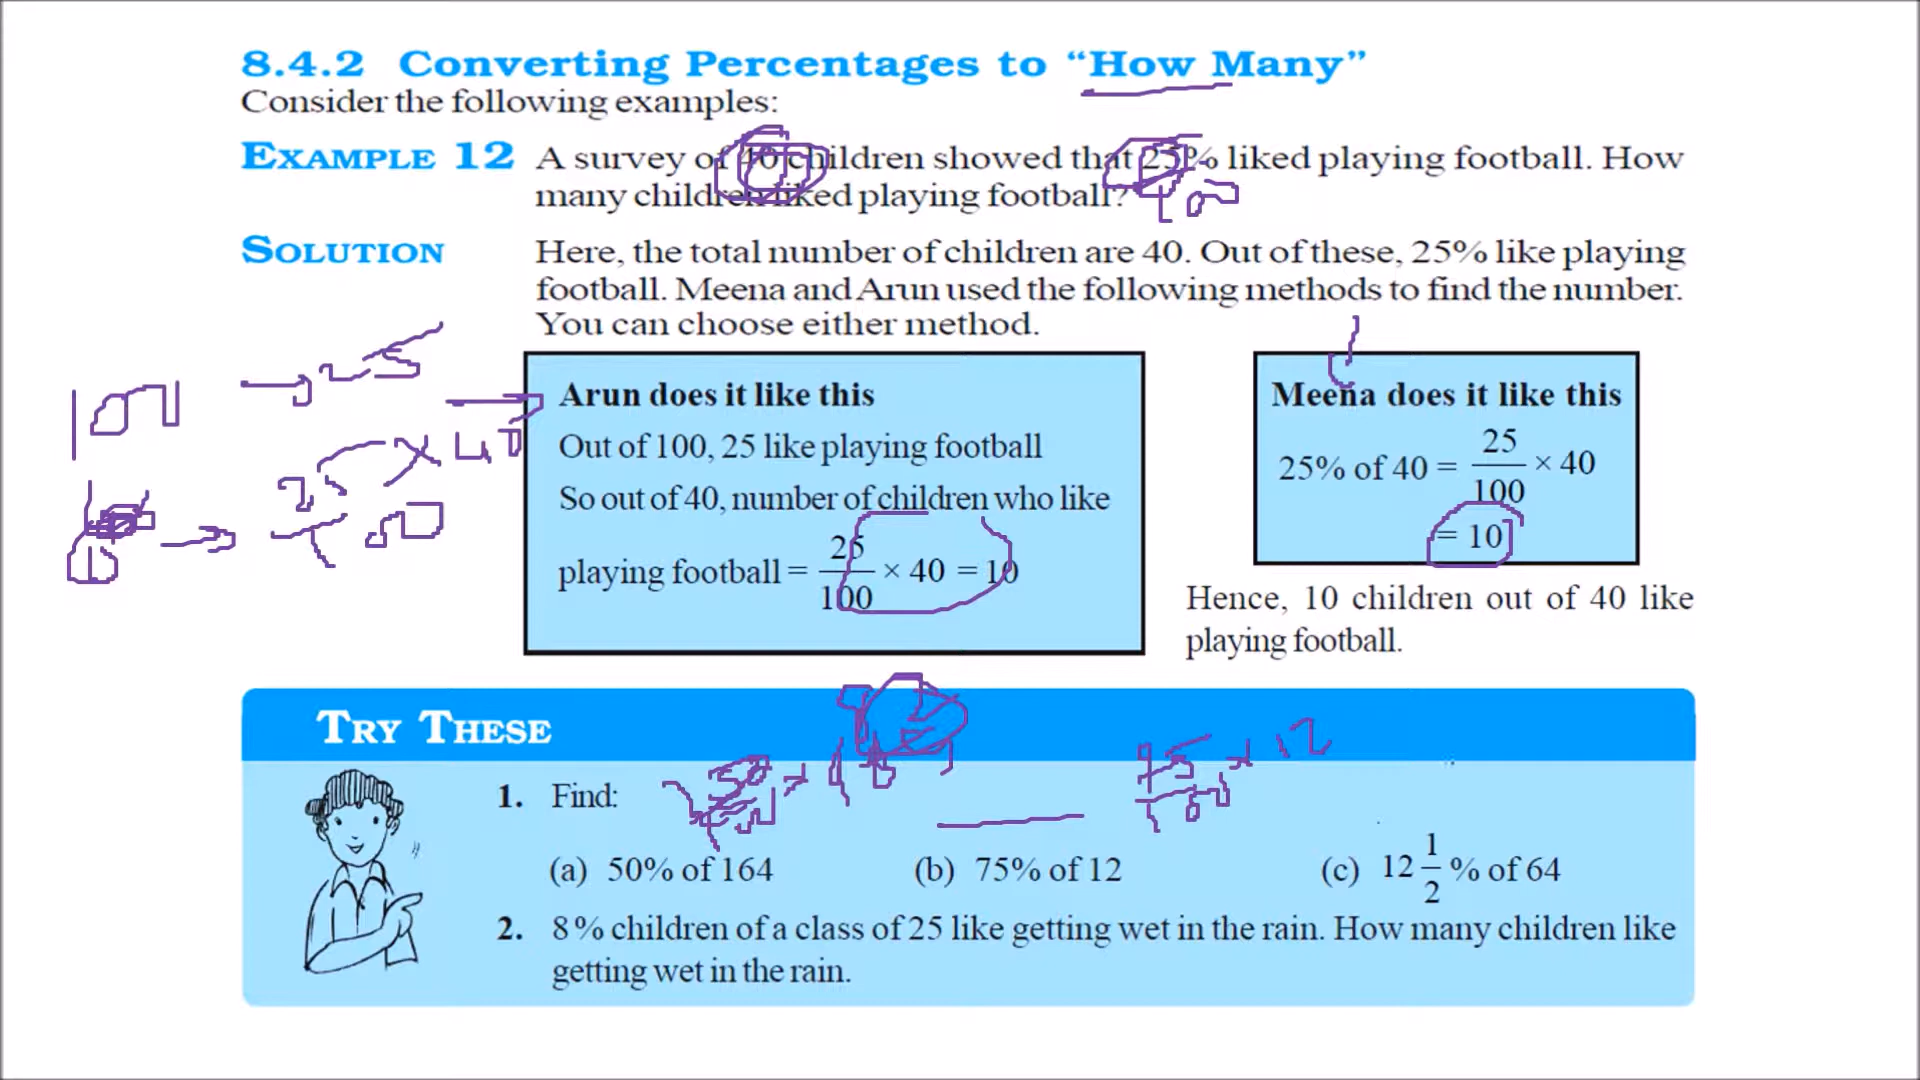 8.4.2 Converting Percentages to “How Many”
Consider the following examples:
EXAMPLE 12 A survey of 40 children showed that 25% liked playing football. How
many children liked playing football?
SOLUTION Here, the total number of children are 40. Out of these, 25% like playing
football. Meena and Arun used the following methods to find the number.
You can choose either method.
Arun does it like this
Out of 100, 25 like playing football
So out of 40, number of children who like
playing football = 25/100 × 40 = 10
Meena does it like this
25% of 40 = 25/100 × 40
= 10
Hence, 10 children out of 40 like
playing football.
TRY THESE
1. Find:
(a) 50% of 164 (b) 75% of 12 (c) 12 1/2 % of 64
2. 8% children of a class of 25 like getting wet in the rain. How many children like
getting wet in the rain.